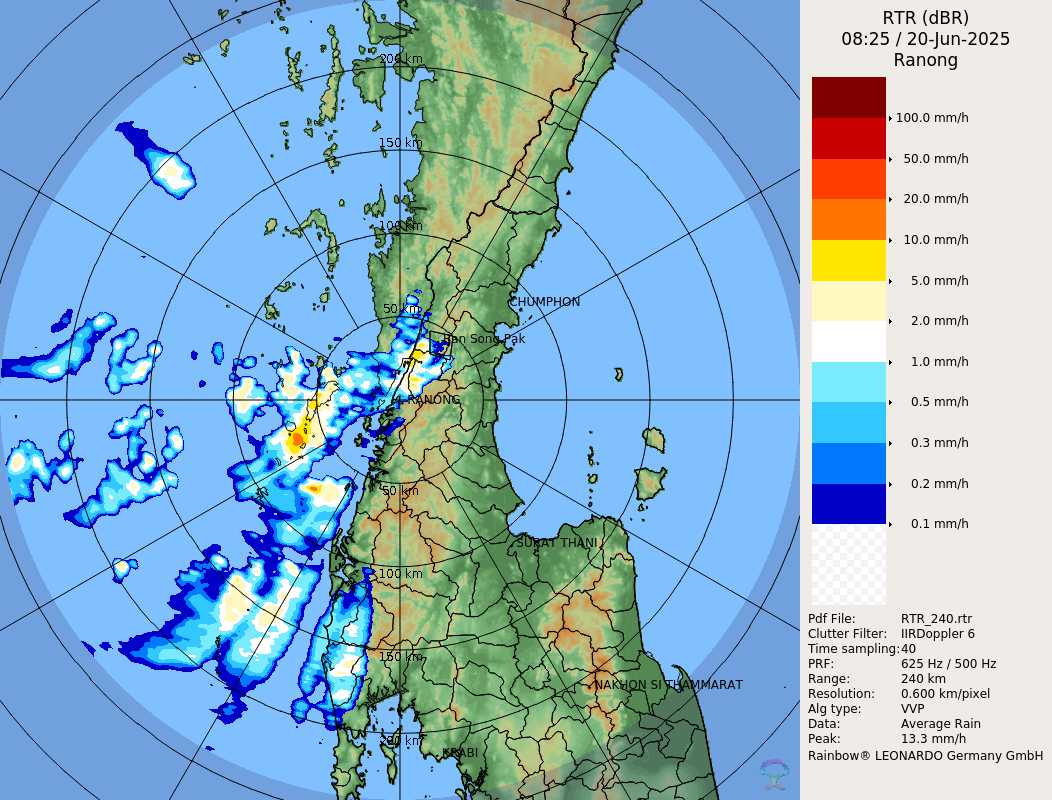 RTR (dBR)
08:25 / 20-Jun-2025
Ranong
200 km
150 km
100 km
50 km
CHUMPHON
Ban Song Pak
RANONG
50 km
SURAT THANI
100 km
150 km
NAKHON SI THAMMARAT
200 km
KRABI
100.0 mm/h
50.0 mm/h
20.0 mm/h
10.0 mm/h
5.0 mm/h
2.0 mm/h
1.0 mm/h
0.5 mm/h
0.3 mm/h
0.2 mm/h
0.1 mm/h
Pdf File: RTR_240.rtr
Clutter Filter: IIRDoppler 6
Time sampling:40
PRF: 625 Hz / 500 Hz
Range: 240 km
Resolution: 0.600 km/pixel
Alg type: VVP
Data: Average Rain
Peak: 13.3 mm/h
Rainbow® LEONARDO Germany GmbH